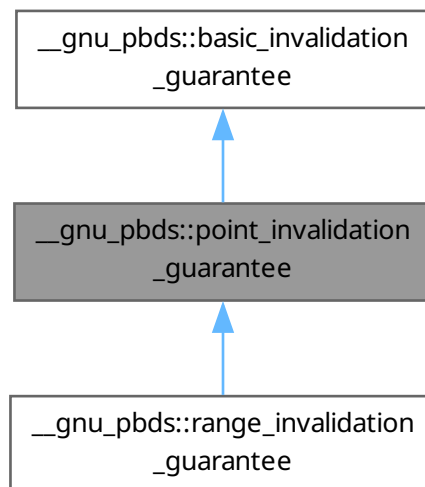 __gnu_pbds::basic_invalidation
_guarantee
__gnu_pbds::point_invalidation
_guarantee
__gnu_pbds::range_invalidation
_guarantee